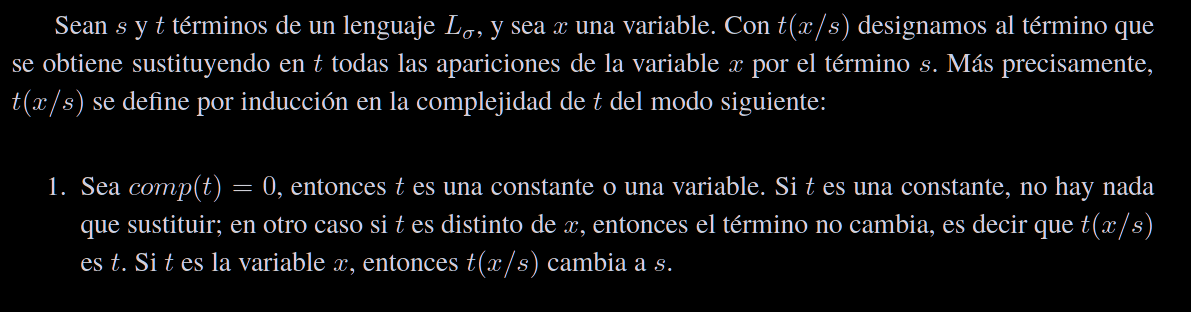 Sean s y t términos de un lenguaje Lσ, y sea x una variable. Con t(x/s) designamos al término que
se obtiene sustituyendo en t todas las apariciones de la variable x por el término s. Más precisamente,
t(x/s) se define por inducción en la complejidad de t del modo siguiente:
1. Sea comp(t) = 0, entonces t es una constante o una variable. Si t es una constante, no hay nada
que sustituir; en otro caso si t es distinto de x, entonces el término no cambia, es decir que t(x/s)
es t. Si t es la variable x, entonces t(x/s) cambia a s.